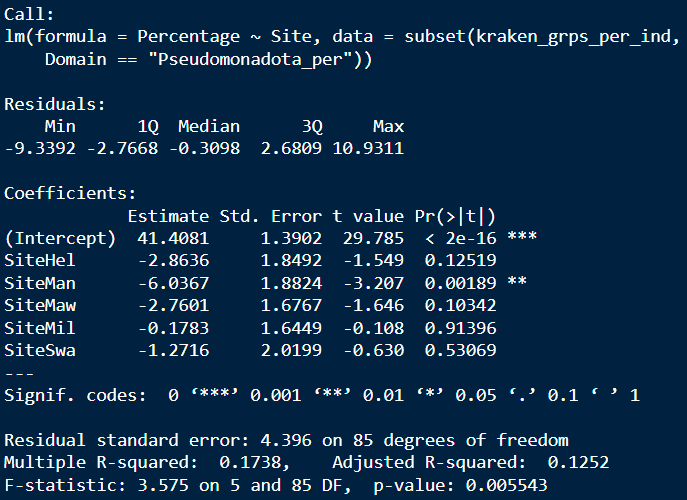 Call:
lm(formula = Percentage ~ Site, data = subset(kraken_grps_per_ind,
    Domain == "Pseudomonadota_per"))
Residuals:
    Min      1Q  Median      3Q     Max
-9.3392 -2.7668 -0.3098  2.6809 10.9311
Coefficients:
            Estimate Std. Error t value Pr(>|t|)
(Intercept)  41.4081     1.3902  29.785  < 2e-16 ***
SiteHel      -2.8636     1.8492  -1.549  0.12519
SiteMan      -6.0367     1.8824  -3.207  0.00189 **
SiteMaw      -2.7601     1.6767  -1.646  0.10342
SiteMil      -0.1783     1.6449  -0.108  0.91396
SiteSwa      -1.2716     2.0199  -0.630  0.53069
---
Signif. codes:  0 ‘***’ 0.001 ‘**’ 0.01 ‘*’ 0.05 ‘.’ 0.1 ‘ ’ 1
Residual standard error: 4.396 on 85 degrees of freedom
Multiple R-squared:  0.1738,    Adjusted R-squared:  0.1252
F-statistic: 3.575 on 5 and 85 DF,  p-value: 0.005543